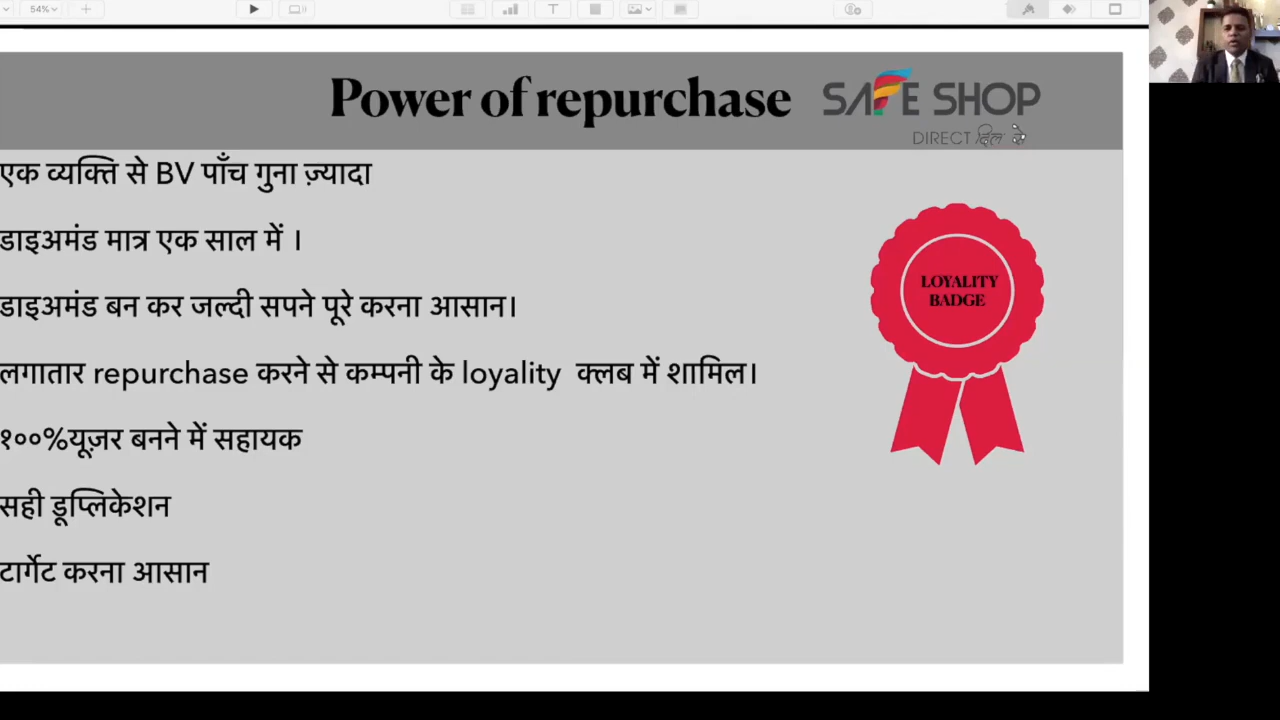 54%
Power of repurchase
SAFE SHOP
DIRECT दिल से
एक व्यक्ति से BV पाँच गुना ज़्यादा
डाइअमंड मात्र एक साल में ।
डाइअमंड बन कर जल्दी सपने पूरे करना आसान।
लगातार repurchase करने से कम्पनी के loyality क्लब में शामिल।
१००%यूज़र बनने में सहायक
सही डूप्लिकेशन
टार्गेट करना आसान
LOYALITY
BADGE